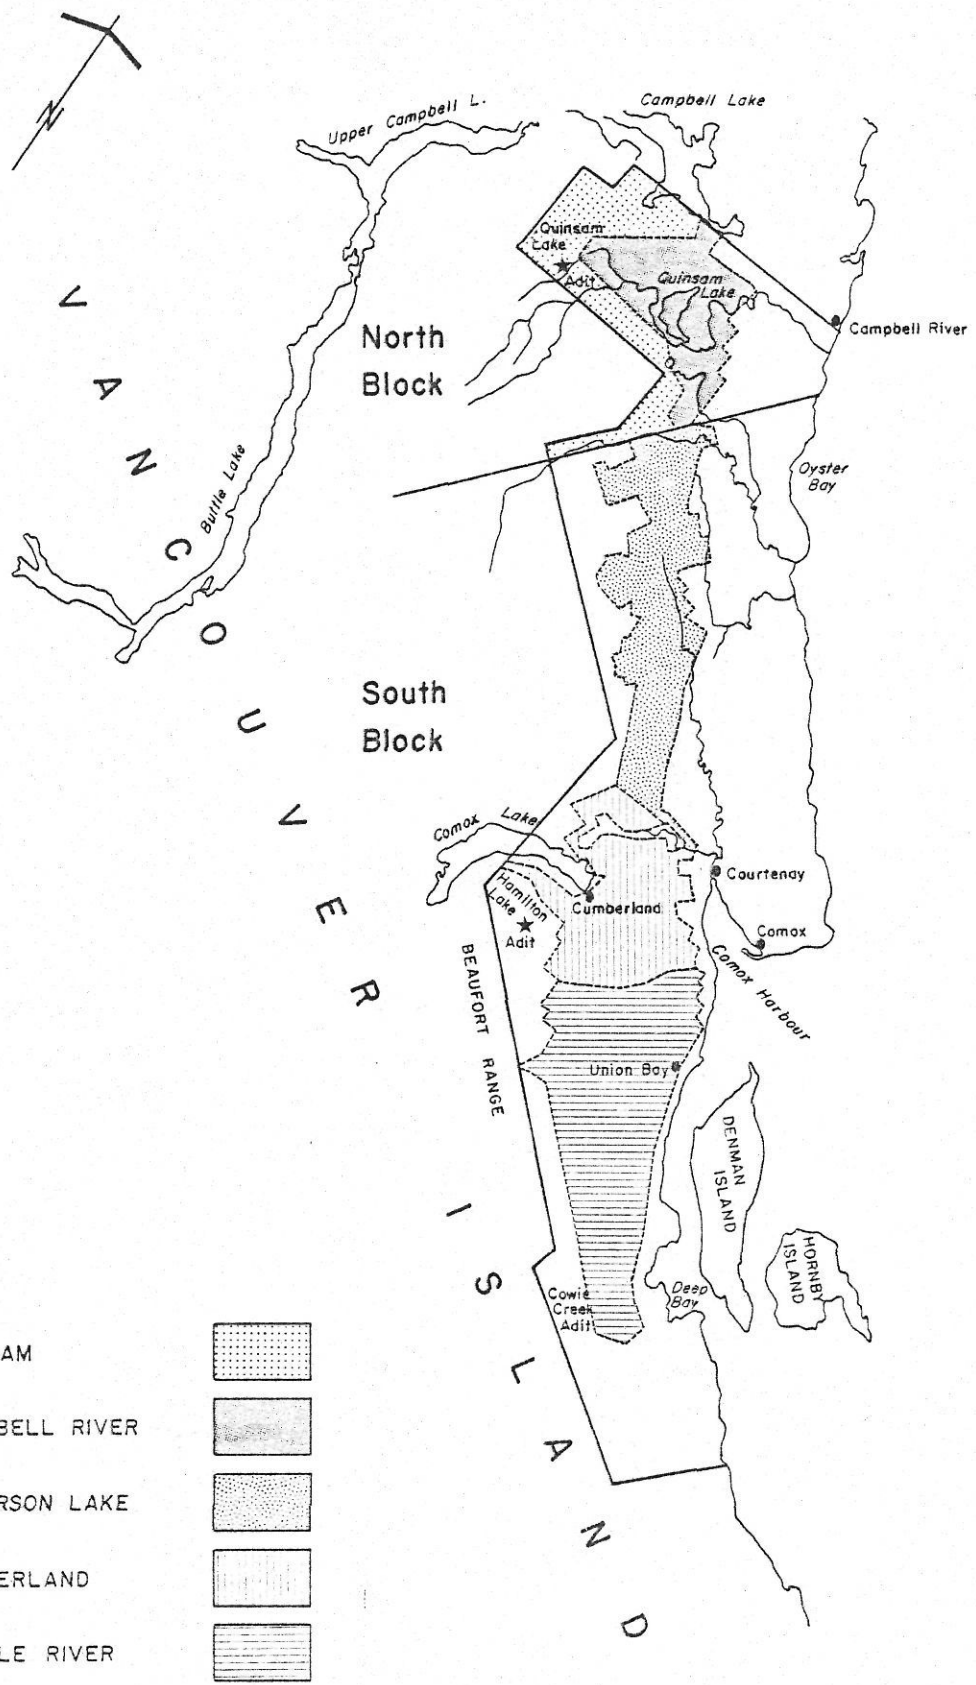 N
Upper Campbell L.
Campbell Lake
Quinsam
Lake
Adit
Quinsam
Lake
Campbell River
North
Block
Oyster
Bay
Buttle Lake
South
Block
VANCOUVER ISLAND
Comox Lake
Hamilton
Lake
Adit
Cumberland
Courtenay
Comox
Comox Harbour
BEAUFORT RANGE
Union Bay
DENMAN
ISLAND
HORNBY
ISLAND
Cowie
Creek
Adit
Deep
Bay
AM
BELL RIVER
RSON LAKE
ERLAND
LE RIVER